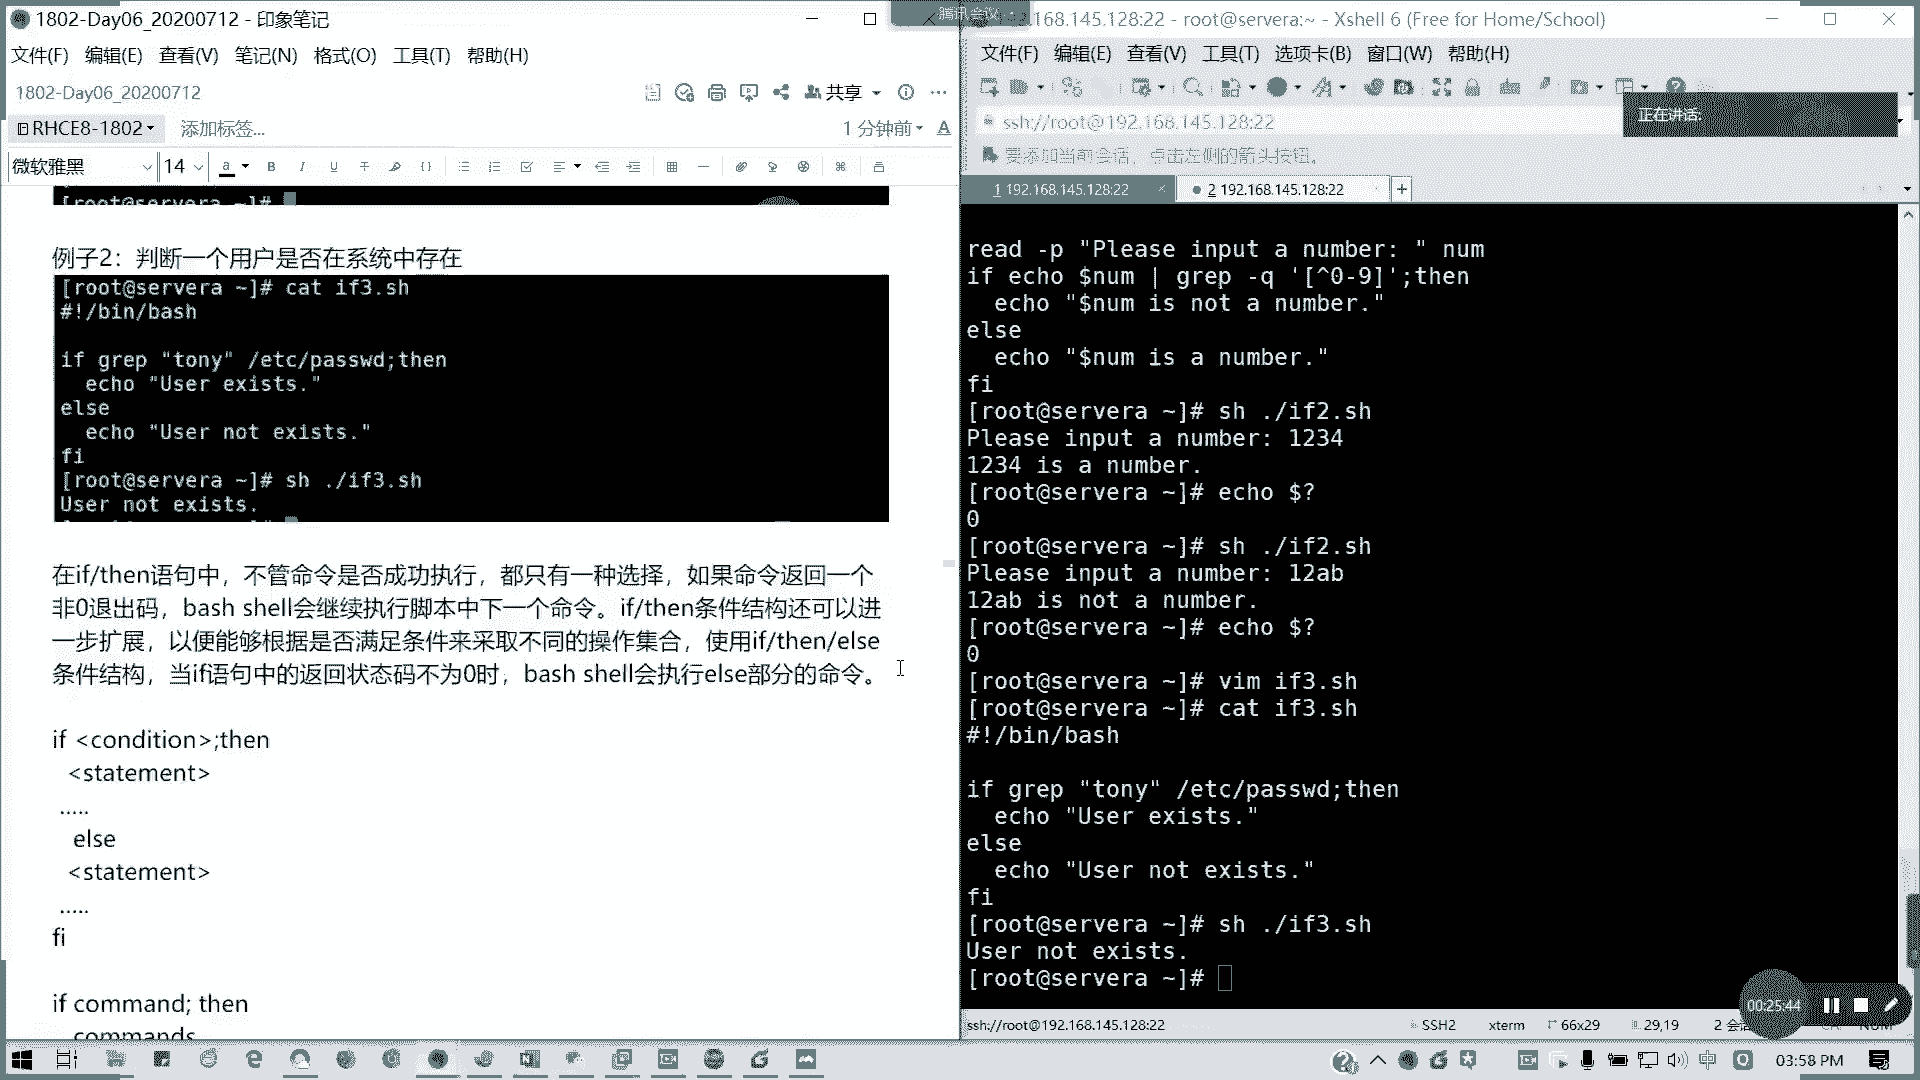 1802-Day06_20200712 - 印象笔记
文件(F) 编辑(E) 查看(V) 笔记(N) 格式(O) 工具(T) 帮助(H)
1802-Day06_20200712
共享
RHCE8-1802
添加标签...
1 分钟前
微软雅黑
14
[root@servera ~]#
例子2：判断一个用户是否在系统中存在
[root@servera ~]# cat if3.sh
#!/bin/bash
if grep "tony" /etc/passwd;then
echo "User exists."
else
echo "User not exists."
fi
[root@servera ~]# sh ./if3.sh
User not exists.
在if/then语句中，不管命令是否成功执行，都只有一种选择，如果命令返回一个
非0退出码，bash shell会继续执行脚本中下一个命令。if/then条件结构还可以进
一步扩展，以便能够根据是否满足条件来采取不同的操作集合，使用if/then/else
条件结构，当if语句中的返回状态码不为0时，bash shell会执行else部分的命令。
if <condition>;then
<statement>
.....
else
<statement>
.....
fi
if command; then
commands
腾讯会议
192.168.145.128:22 - root@servera:~ - Xshell 6 (Free for Home/School)
文件(F) 编辑(E) 查看(V) 工具(T) 选项卡(B) 窗口(W) 帮助(H)
ssh://root@192.168.145.128:22
正在讲话:
要添加当前会话，点击左侧的箭头按钮。
1 192.168.145.128:22
2 192.168.145.128:22
read -p "Please input a number: " num
if echo $num | grep -q '[^0-9]';then
echo "$num is not a number."
else
echo "$num is a number."
fi
[root@servera ~]# sh ./if2.sh
Please input a number: 1234
1234 is a number.
[root@servera ~]# echo $?
0
[root@servera ~]# sh ./if2.sh
Please input a number: 12ab
12ab is not a number.
[root@servera ~]# echo $?
0
[root@servera ~]# vim if3.sh
[root@servera ~]# cat if3.sh
#!/bin/bash
if grep "tony" /etc/passwd;then
echo "User exists."
else
echo "User not exists."
fi
[root@servera ~]# sh ./if3.sh
User not exists.
[root@servera ~]#
00:25:44
ssh://root@192.168.145.128:22
SSH2
xterm
66x29
29,19
2
NUM
中
03:58 PM